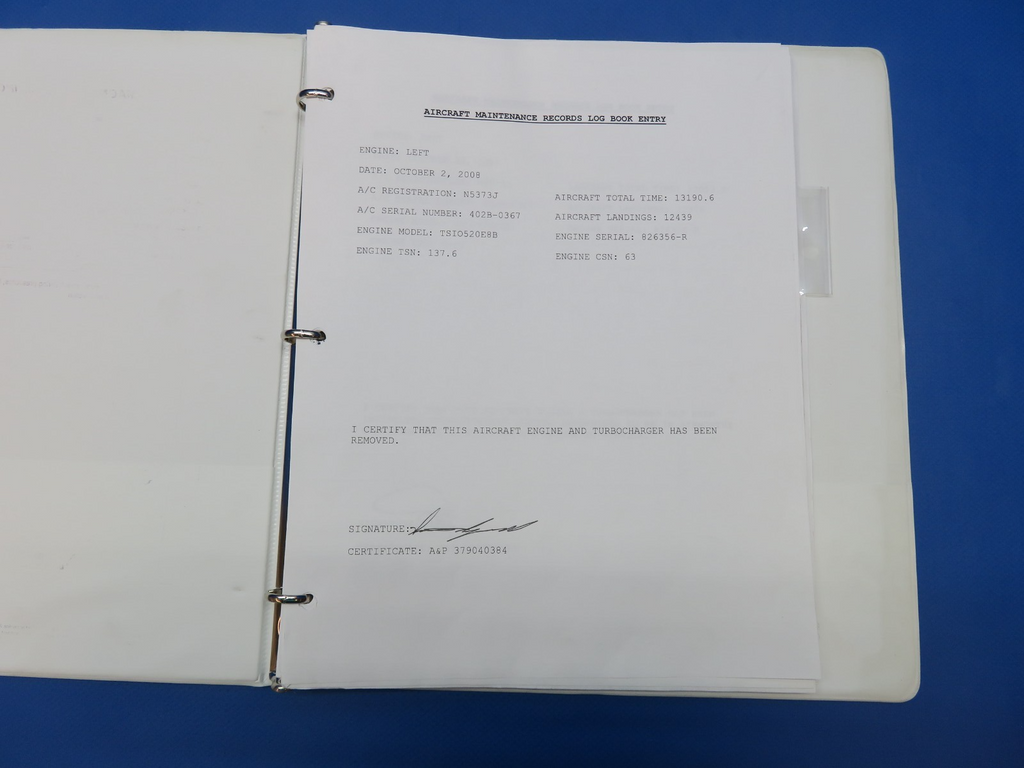 AIRCRAFT MAINTENANCE RECORDS LOG BOOK ENTRY
ENGINE: LEFT
DATE: OCTOBER 2, 2008
A/C REGISTRATION: N5373J AIRCRAFT TOTAL TIME: 13190.6
A/C SERIAL NUMBER: 402B-0367 AIRCRAFT LANDINGS: 12439
ENGINE MODEL: TSIO520E8B ENGINE SERIAL: 826356-R
ENGINE TSN: 137.6 ENGINE CSN: 63
I CERTIFY THAT THIS AIRCRAFT ENGINE AND TURBOCHARGER HAS BEEN
REMOVED.
SIGNATURE:
CERTIFICATE: A&P 379040384